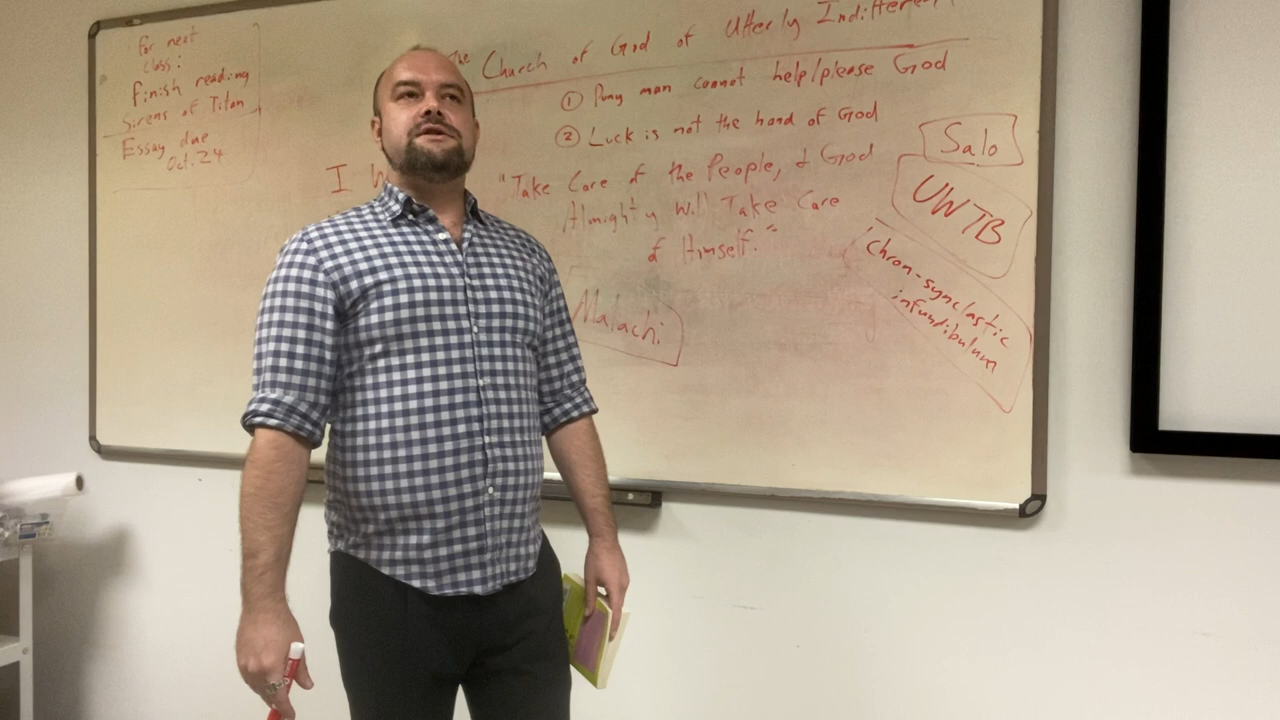 For next
class:
finish reading
Sirens of Titan
Essay due
Oct. 24
The Church of God of Utterly Indifferent
① Puny man cannot help/please God
② Luck is not the hand of God
I
"Take Care of the People, & God
Almighty Will Take Care
of Himself."
Malachi
Salo
UWTB
Chron-synclastic
infundibulum